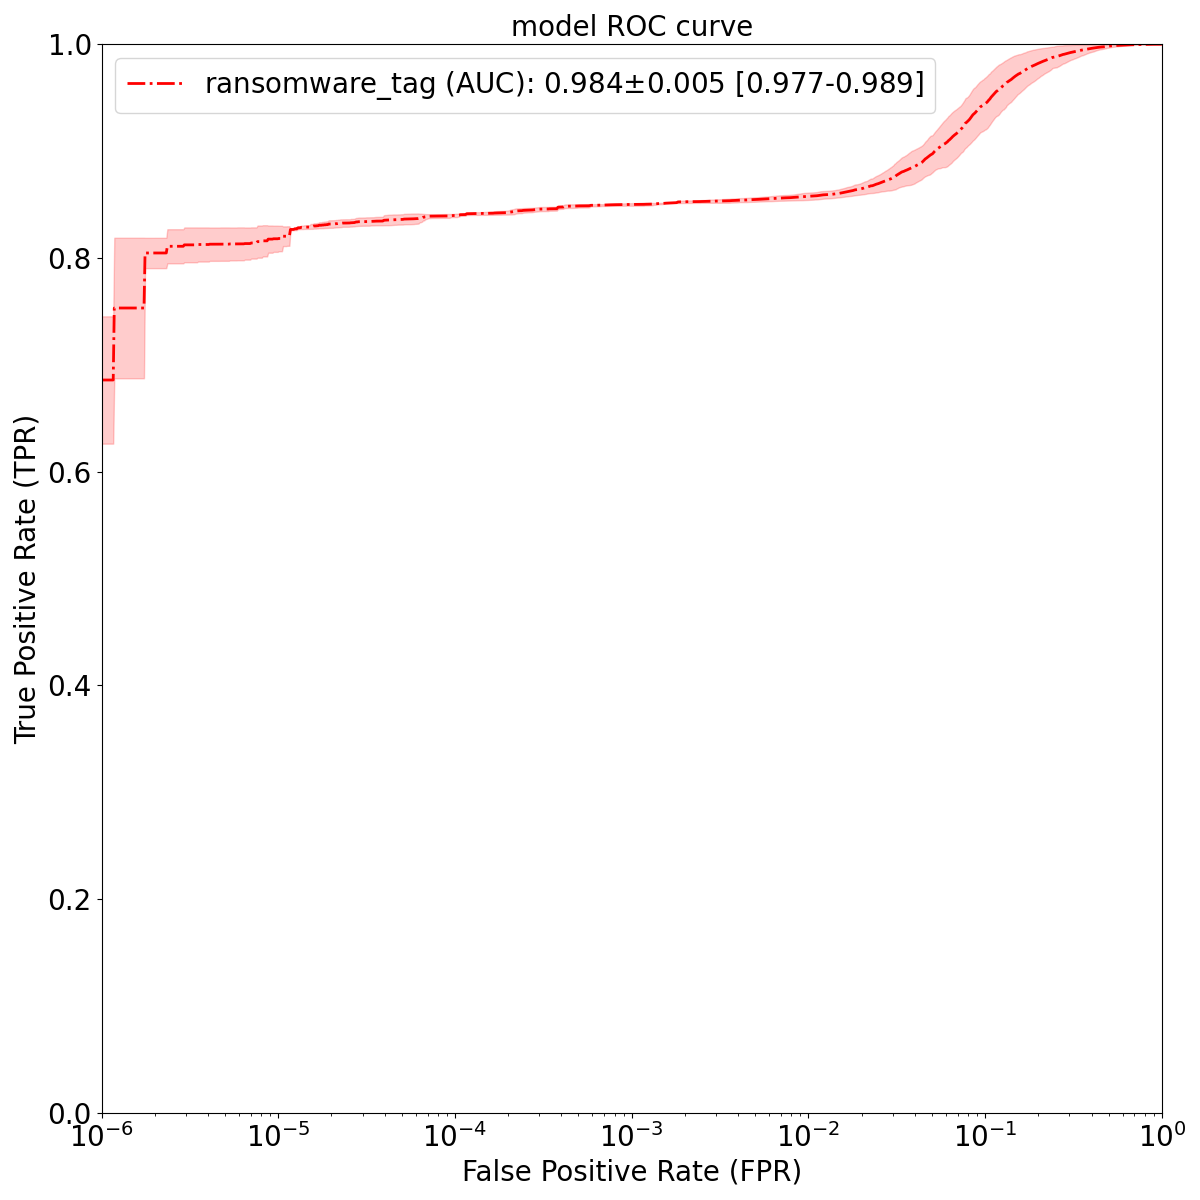 model ROC curve
ransomware_tag (AUC): 0.984±0.005 [0.977-0.989]
True Positive Rate (TPR)
1.0
0.8
0.6
0.4
0.2
0.0
10⁻⁶ 10⁻⁵ 10⁻⁴ 10⁻³ 10⁻² 10⁻¹ 10⁰
False Positive Rate (FPR)